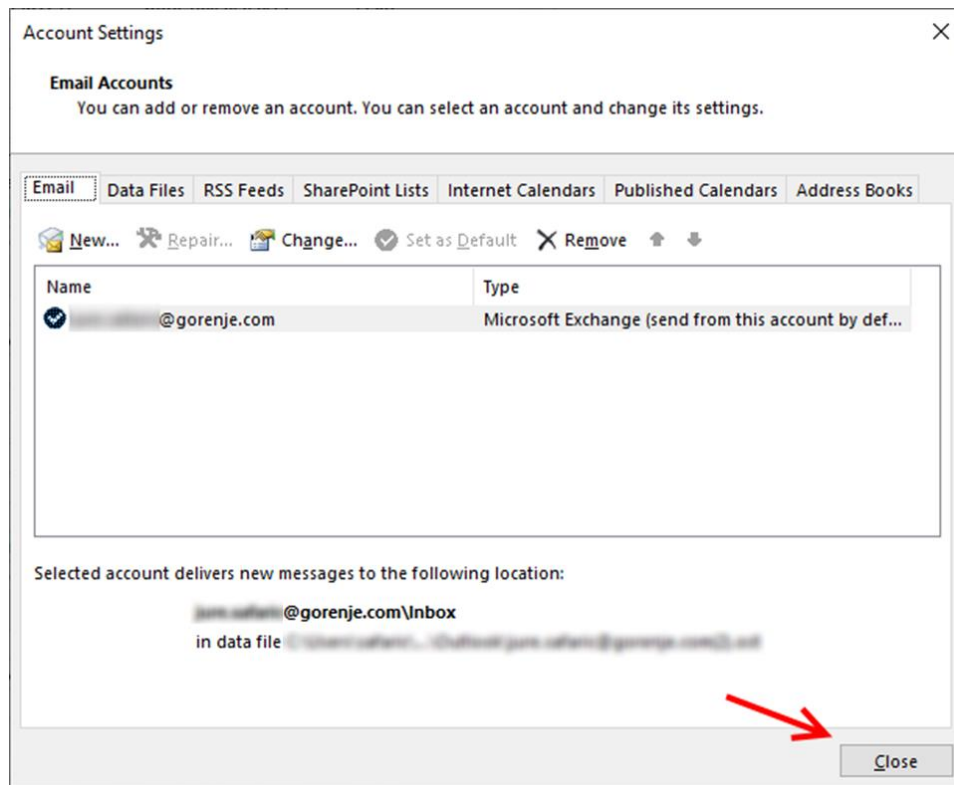 Account Settings
Email Accounts
You can add or remove an account. You can select an account and change its settings.
Email Data Files RSS Feeds SharePoint Lists Internet Calendars Published Calendars Address Books
New... Repair... Change... Set as Default Remove
Name Type
@gorenje.com Microsoft Exchange (send from this account by def...
Selected account delivers new messages to the following location:
@gorenje.com\Inbox
in data file
Close